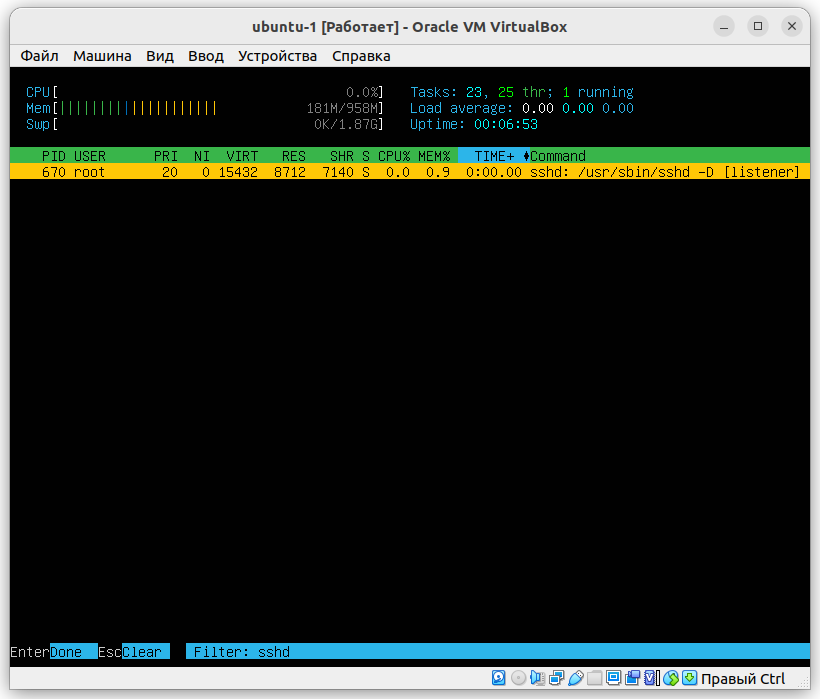 ubuntu-1 [Работает] - Oracle VM VirtualBox
Файл Машина Вид Ввод Устройства Справка
CPU[ 0.0%] Tasks: 23, 25 thr; 1 running
Mem[||||||||||||||||||||181M/958M] Load average: 0.00 0.00 0.00
Swp[ 0K/1.87G] Uptime: 00:06:53
PID USER PRI NI VIRT RES SHR S CPU% MEM% TIME+ Command
670 root 20 0 15432 8712 7140 S 0.0 0.9 0:00.00 sshd: /usr/sbin/sshd -D [listener]
EnterDone EscClear Filter: sshd
Правый Ctrl